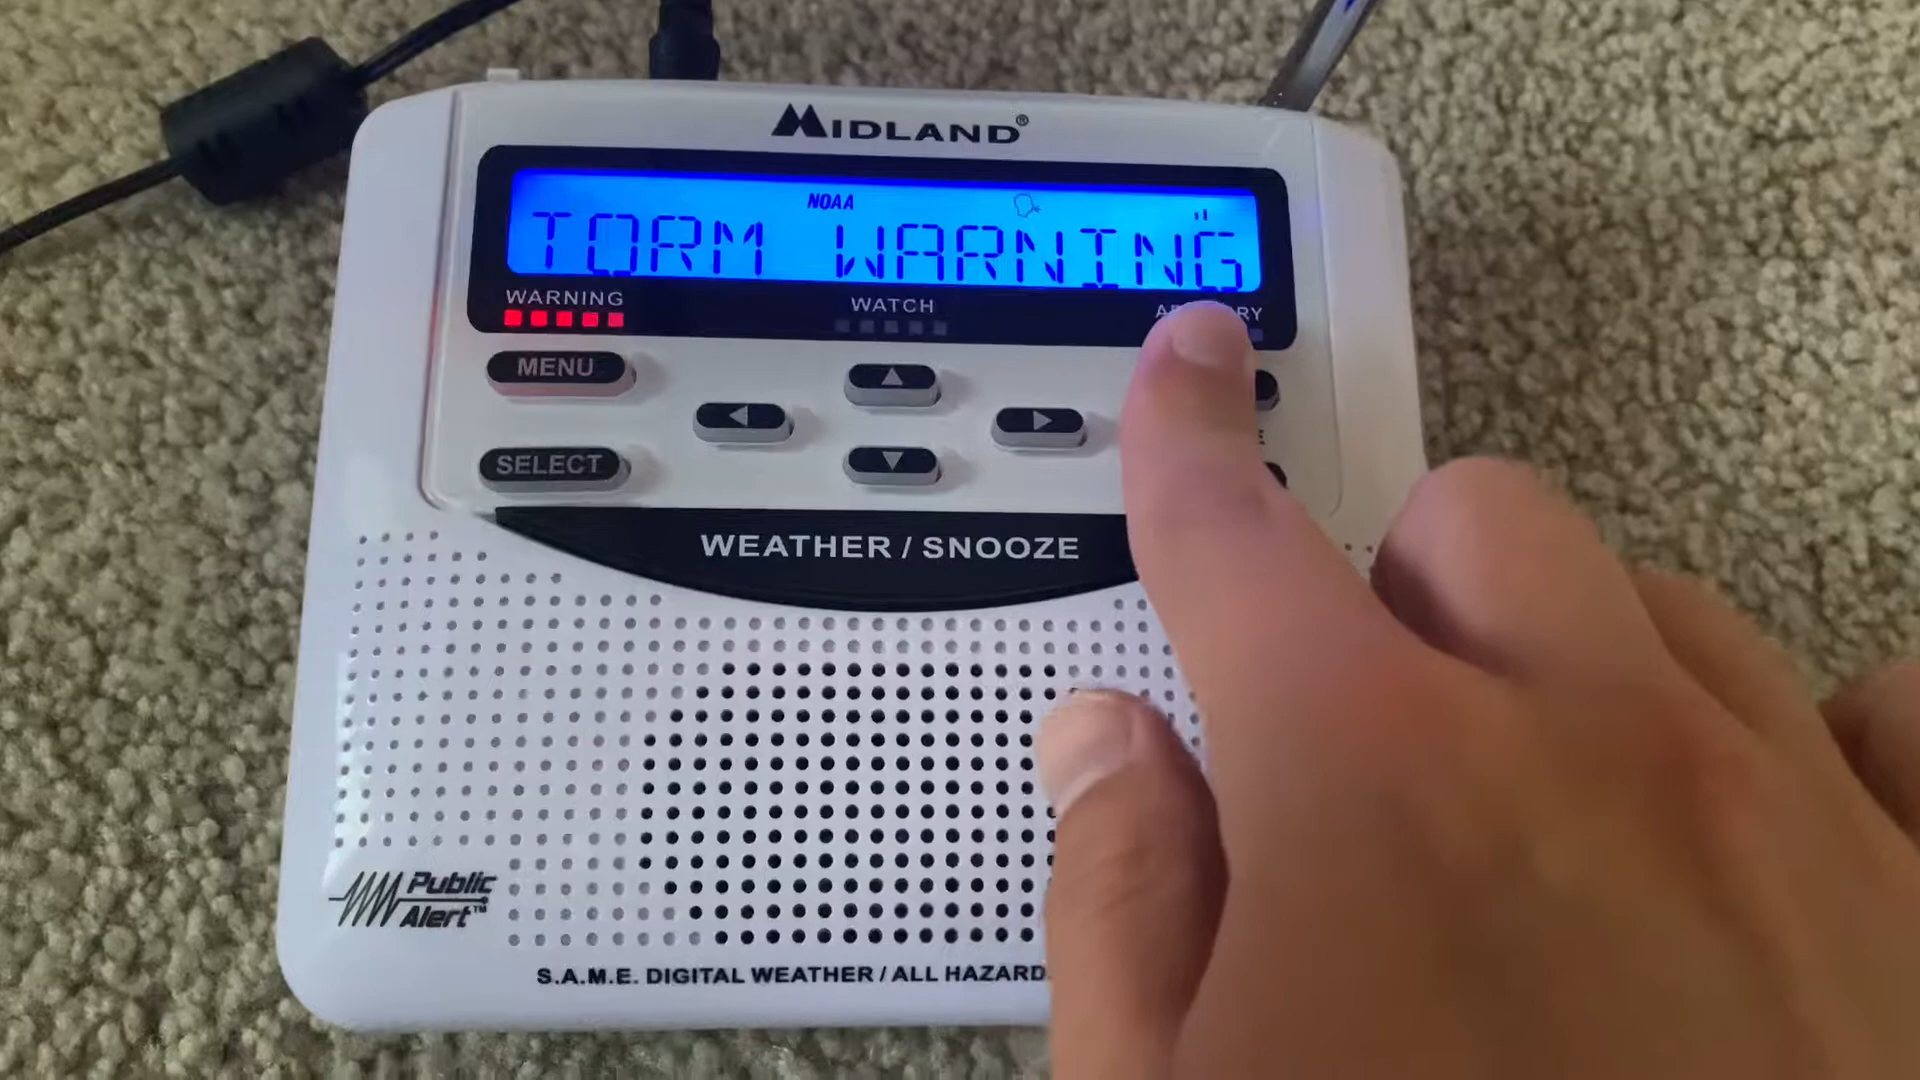 MIDLAND®
NOAA
TORM WARNING
WARNING
WATCH
MENU
SELECT
WEATHER / SNOOZE
Public
Alert™
S.A.M.E. DIGITAL WEATHER / ALL HAZARD